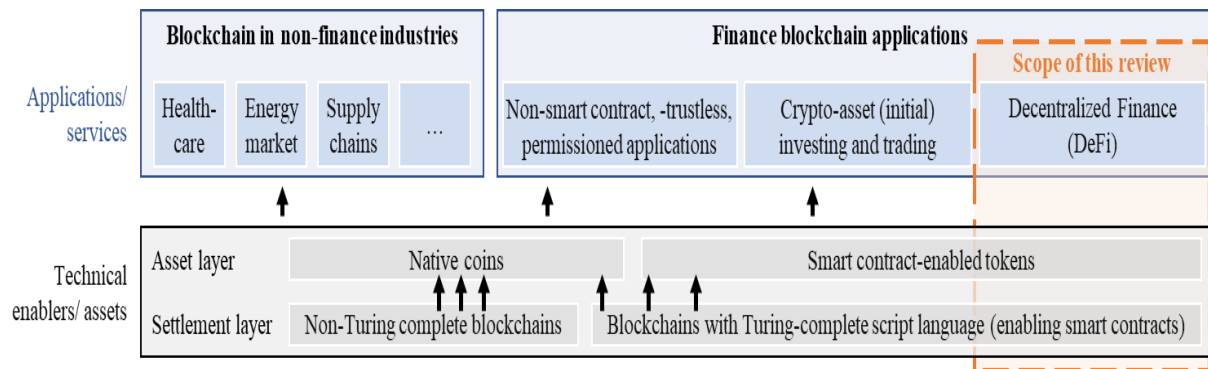 Blockchain in non-finance industries
Finance blockchain applications
Scope of this review
Applications/
services
Health-
care
Energy
market
Supply
chains
...
Non-smart contract, -trustless,
permissioned applications
Crypto-asset (initial)
investing and trading
Decentralized Finance
(DeFi)
Technical
enablers/ assets
Asset layer
Native coins
Smart contract-enabled tokens
Settlement layer
Non-Turing complete blockchains
Blockchains with Turing-complete script language (enabling smart contracts)